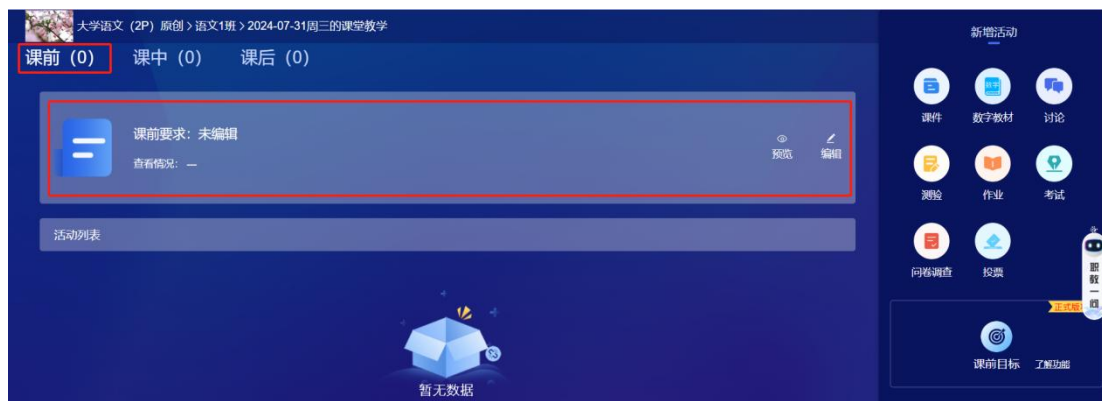 大学语文（2P）原创>语文1班>2024-07-31周三的课堂教学
课前（0） 课中（0） 课后（0）
课前要求：未编辑
查看情况：—
预览 编辑
活动列表
暂无数据
新增活动
课件 数字教材 讨论
测验 作业 考试
问卷调查 投票
职教一问
正式版
课前目标 了解功能